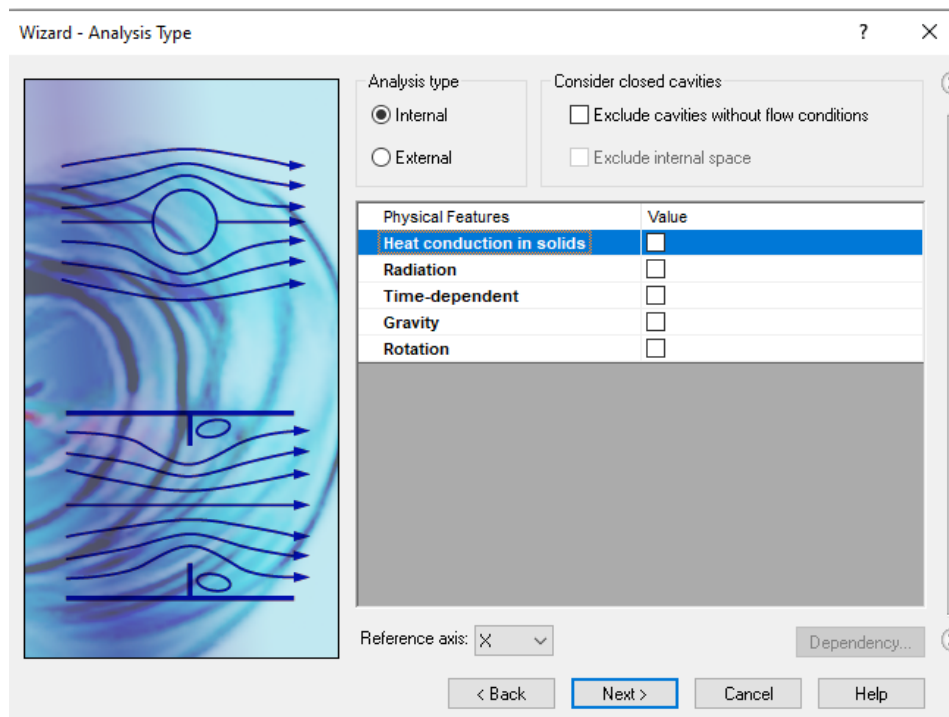 Wizard - Analysis Type ?
Analysis type
Internal
External
Consider closed cavities
Exclude cavities without flow conditions
Exclude internal space
Physical Features Value
Heat conduction in solids
Radiation
Time-dependent
Gravity
Rotation
Reference axis: X
Dependency...
< Back Next > Cancel Help